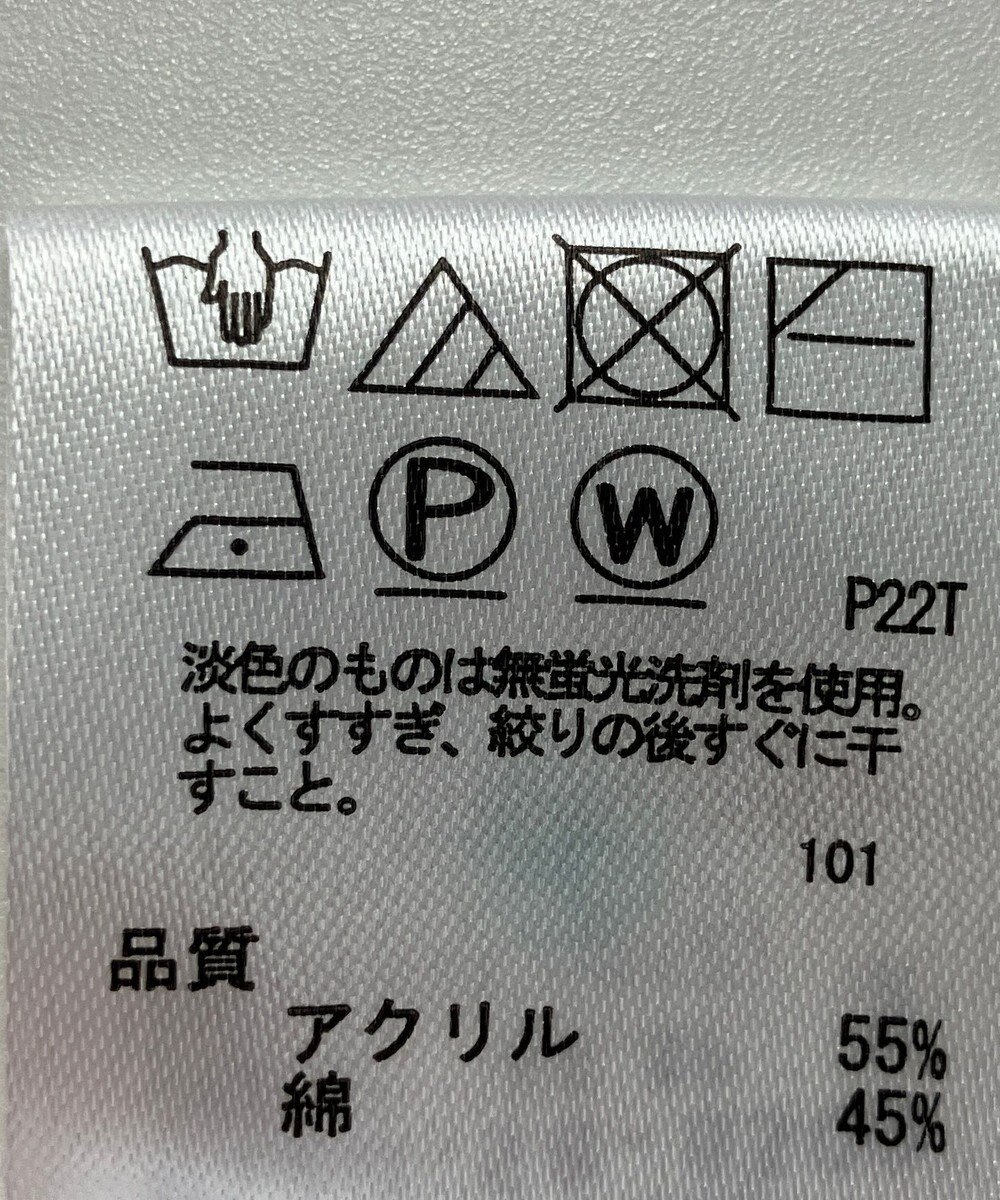 P W
P22T
淡色のものは無蛍光洗剤を使用。
よくすすぎ、絞りの後すぐに干
すこと。
101
品質
アクリル 55%
綿 45%